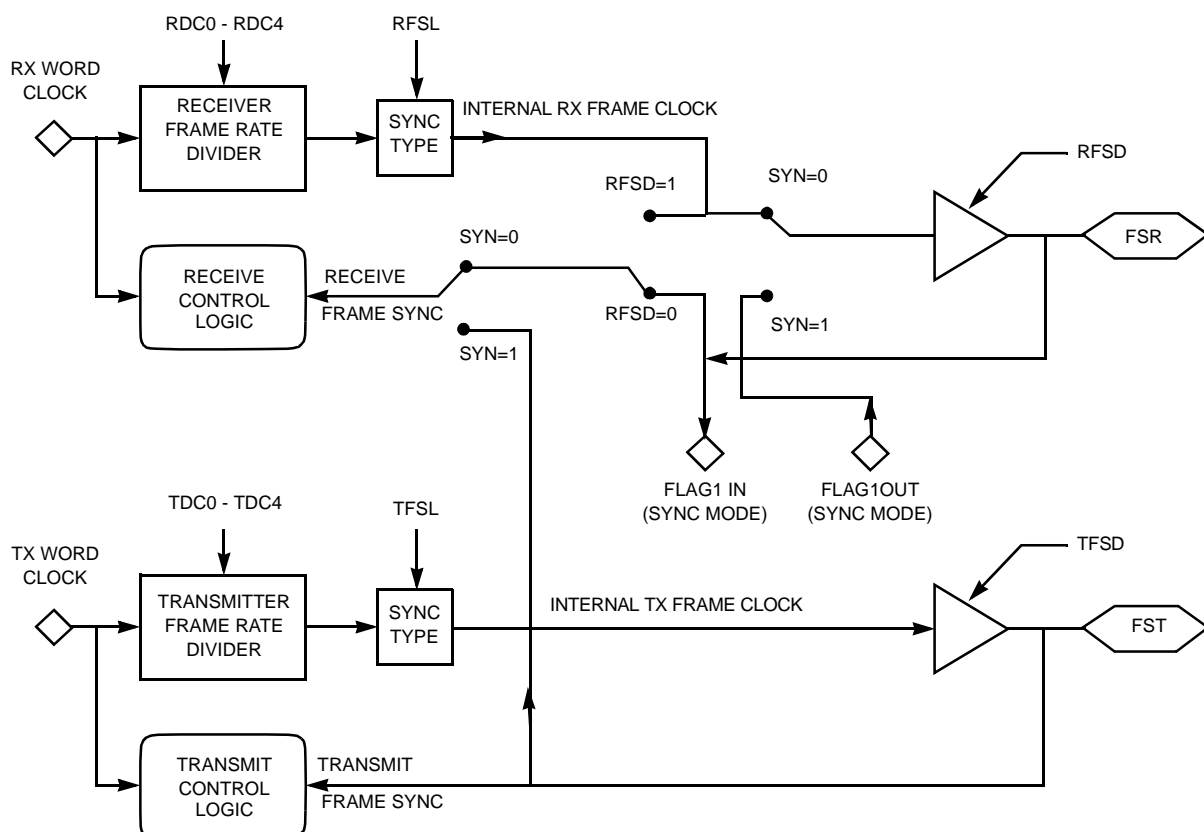 RDC0 - RDC4
RFSL
RX WORD
CLOCK
RECEIVER
FRAME RATE
DIVIDER
SYNC
TYPE
INTERNAL RX FRAME CLOCK
RFSD
RFSD=1
SYN=0
FSR
SYN=0
RECEIVE
CONTROL
LOGIC
RECEIVE
FRAME SYNC
RFSD=0
SYN=1
SYN=1
FLAG1 IN
(SYNC MODE)
FLAG1OUT
(SYNC MODE)
TDC0 - TDC4
TFSL
TX WORD
CLOCK
TRANSMITTER
FRAME RATE
DIVIDER
SYNC
TYPE
INTERNAL TX FRAME CLOCK
TFSD
FST
TRANSMIT
CONTROL
LOGIC
TRANSMIT
FRAME SYNC